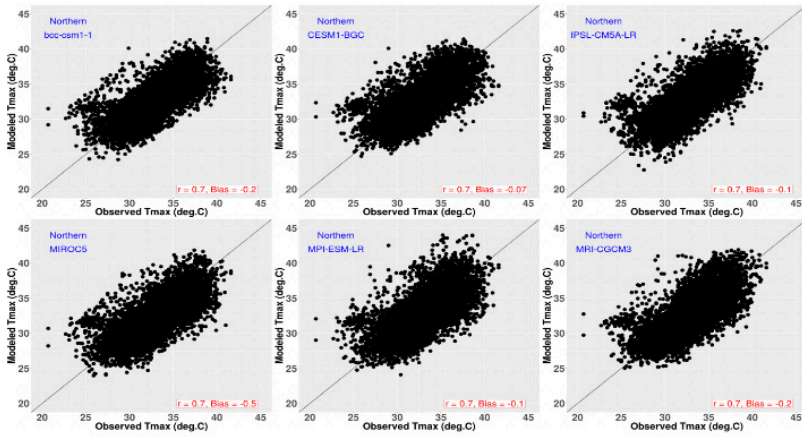 45
40
35
30
25
20
Modeled Tmax (deg.C)
Northern
bcc-csm1-1
r = 0.7, Bias = -0.2
20 25 30 35 40 45
Observed Tmax (deg.C)
45
40
35
30
25
20
Modeled Tmax (deg.C)
Northern
CESM1-BGC
r = 0.7, Bias = -0.07
20 25 30 35 40 45
Observed Tmax (deg.C)
45
40
35
30
25
20
Modeled Tmax (deg.C)
Northern
IPSL-CM5A-LR
r = 0.7, Bias = -0.1
20 25 30 35 40 45
Observed Tmax (deg.C)
45
40
35
30
25
20
Modeled Tmax (deg.C)
Northern
MIROC5
r = 0.7, Bias = -0.5
20 25 30 35 40 45
Observed Tmax (deg.C)
45
40
35
30
25
20
Modeled Tmax (deg.C)
Northern
MPI-ESM-LR
r = 0.7, Bias = -0.1
20 25 30 35 40 45
Observed Tmax (deg.C)
45
40
35
30
25
20
Modeled Tmax (deg.C)
Northern
MRI-CGCM3
r = 0.7, Bias = -0.2
20 25 30 35 40 45
Observed Tmax (deg.C)